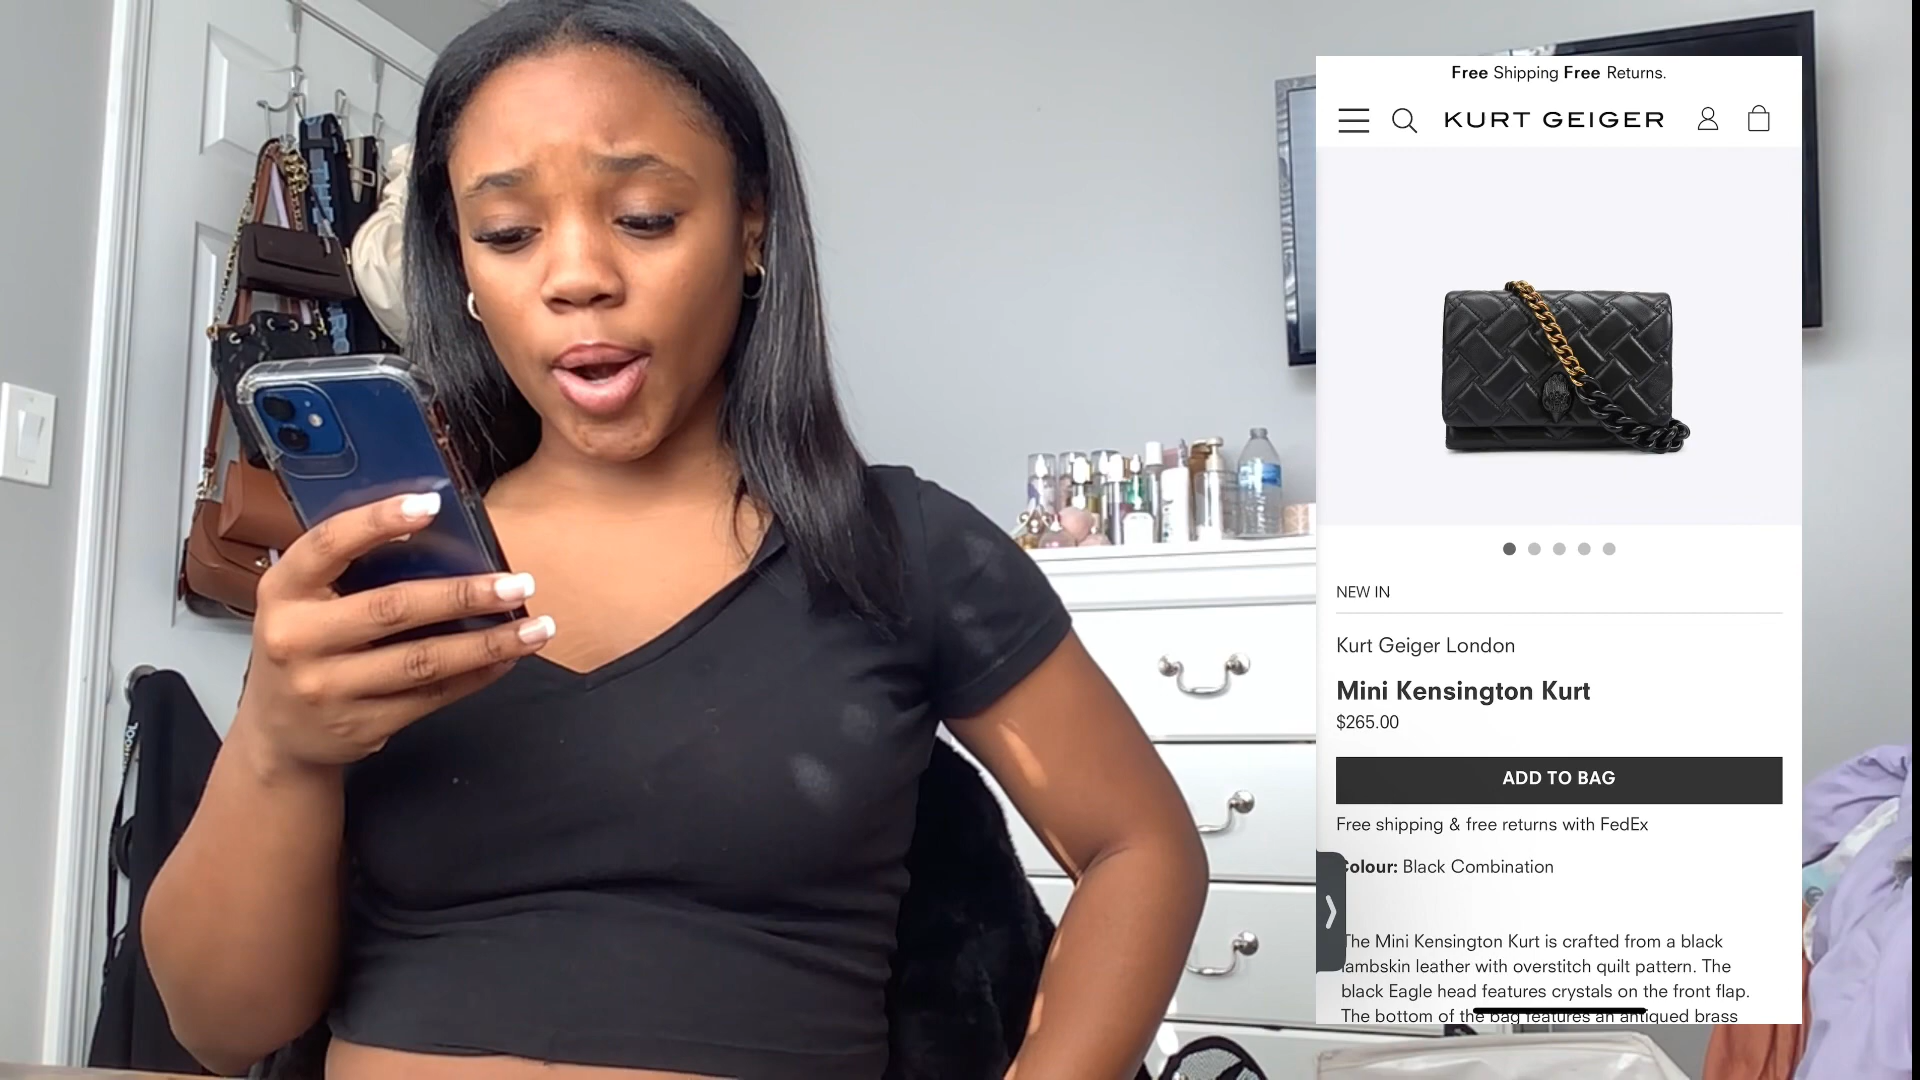 Free Shipping Free Returns.
KURT GEIGER
NEW IN
Kurt Geiger London
Mini Kensington Kurt
$265.00
ADD TO BAG
Free shipping & free returns with FedEx
Colour: Black Combination
The Mini Kensington Kurt is crafted from a black
lambskin leather with overstitch quilt pattern. The
black Eagle head features crystals on the front flap.
The bottom of the bag features an antiqued brass